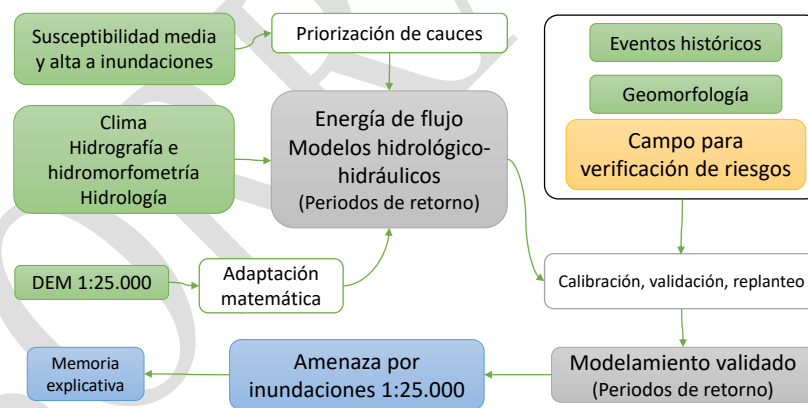 Susceptibilidad media
y alta a inundaciones
Priorización de cauces
Eventos históricos
Geomorfología
Campo para
verificación de riesgos
Clima
Hidrografía e
hidromorfometría
Hidrología
Energía de flujo
Modelos hidrológico-
hidráulicos
(Periodos de retorno)
DEM 1:25.000
Adaptación
matemática
Calibración, validación, replanteo
Memoria
explicativa
Amenaza por
inundaciones 1:25.000
Modelamiento validado
(Periodos de retorno)